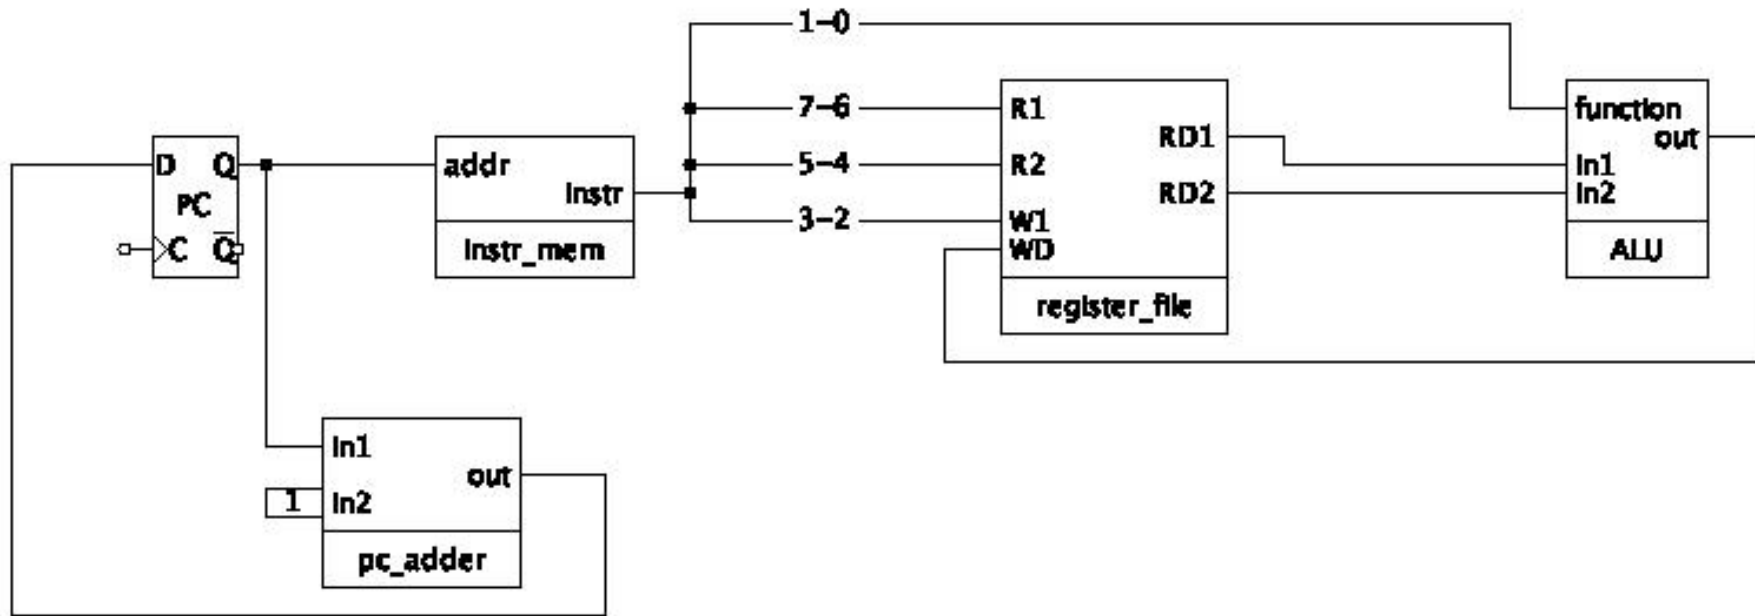 1-0
7-6
R1
function
RD1
out
D Q
addr
5-4
R2
In1
PC
Instr
RD2
In2
3-2
W1
C Q
Instr_mem
WD
ALU
register_file
In1
out
1
In2
pc_adder